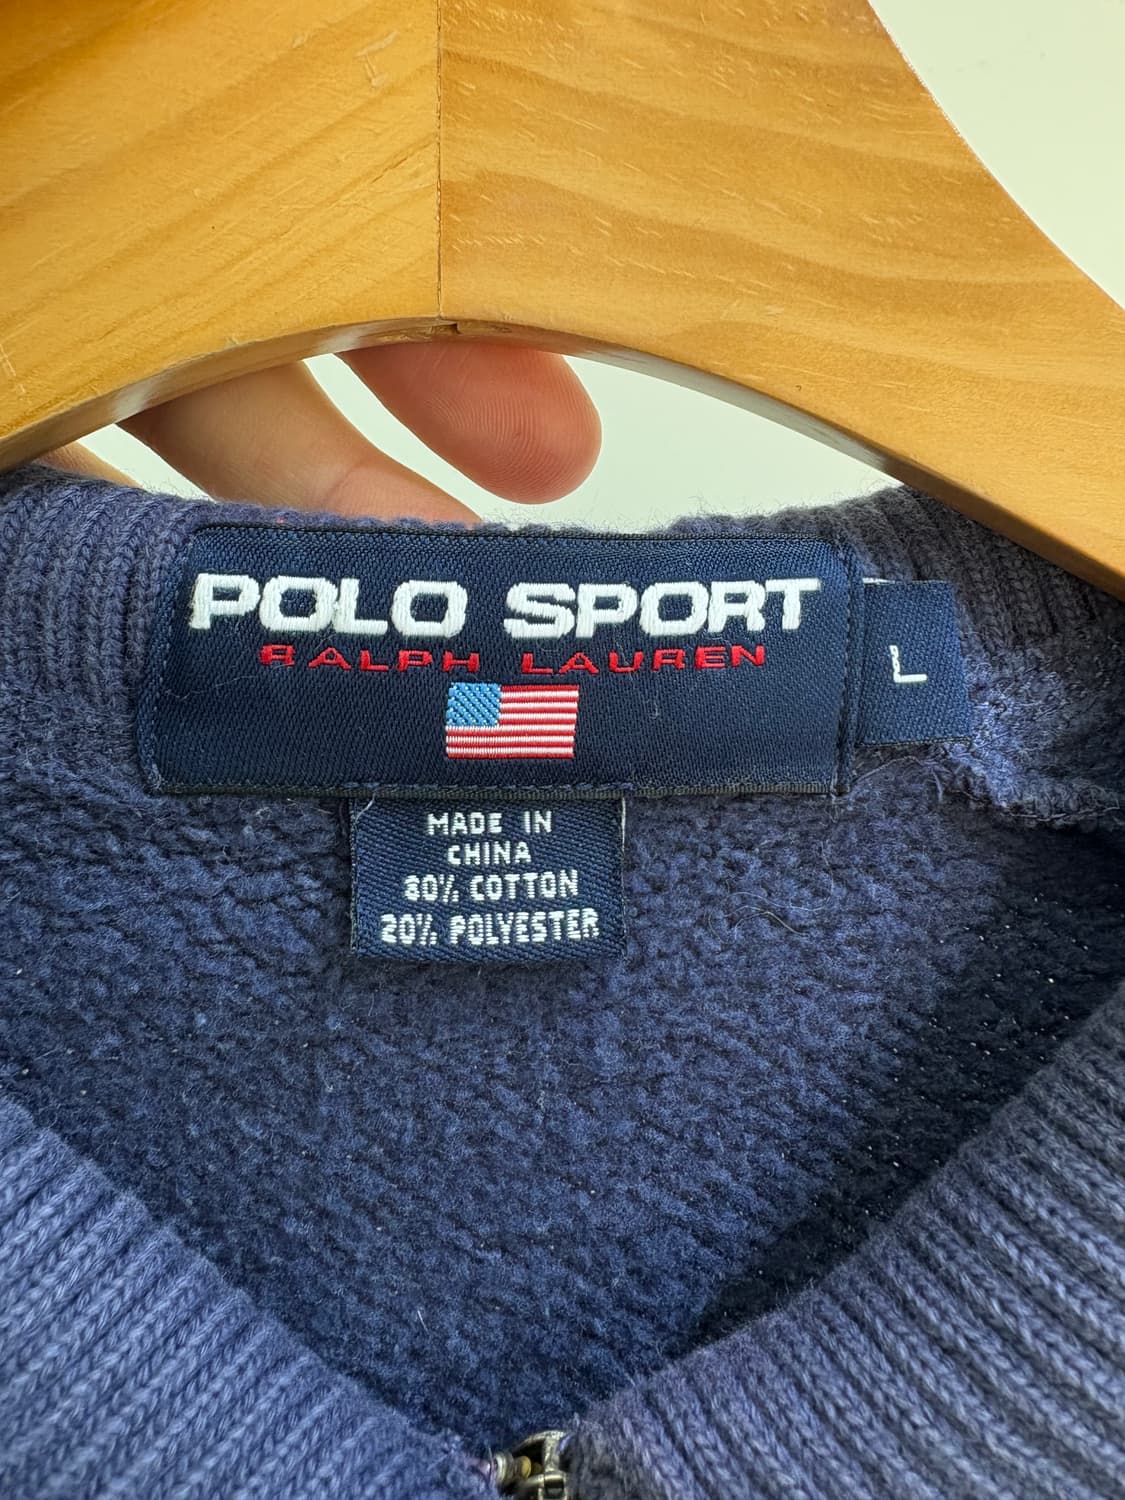 POLO SPORT
RALPH LAUREN
L
MADE IN
CHINA
80% COTTON
20% POLYESTER